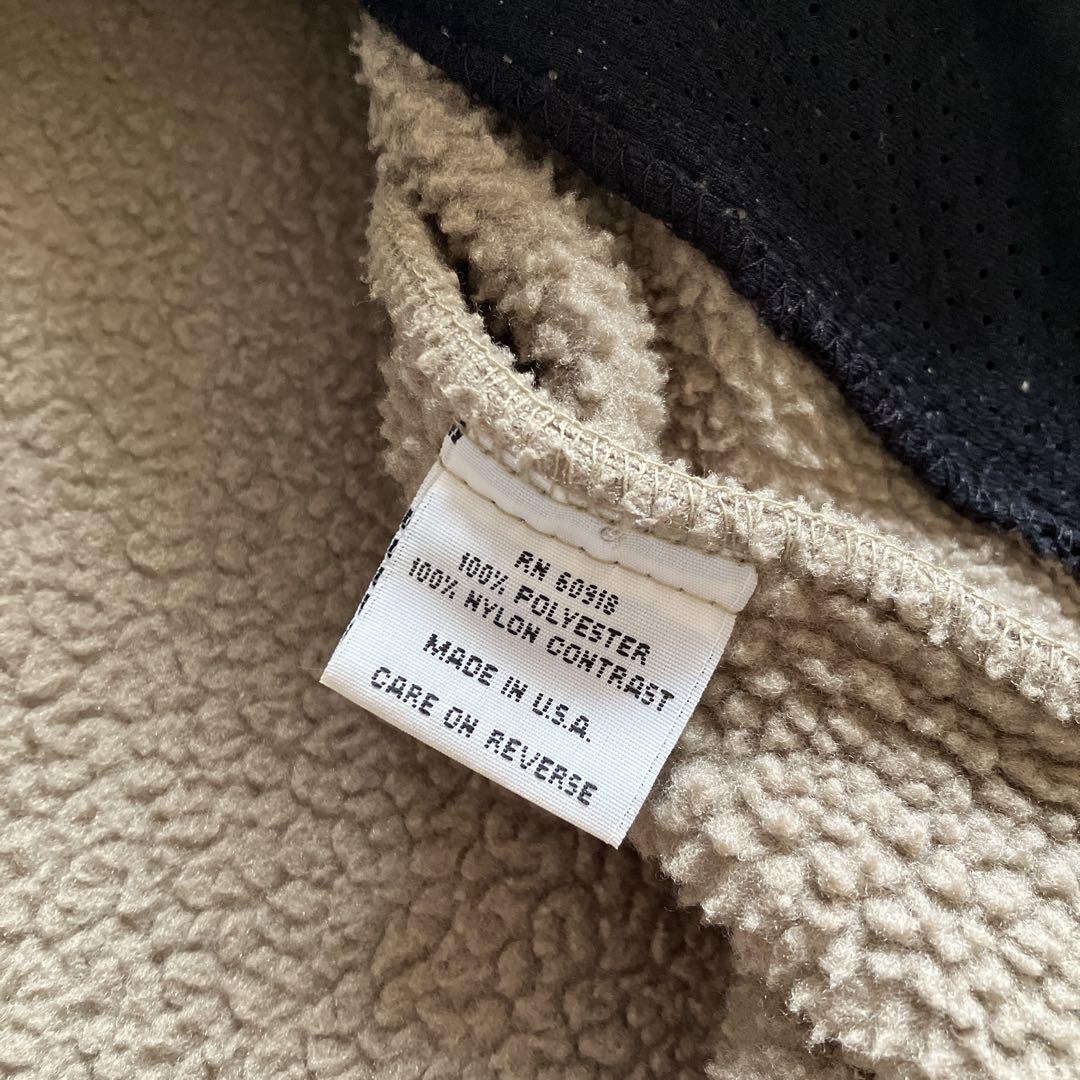 RN 60918
100% POLYESTER
100% NYLON CONTRAST
MADE IN U.S.A.
CARE ON REVERSE